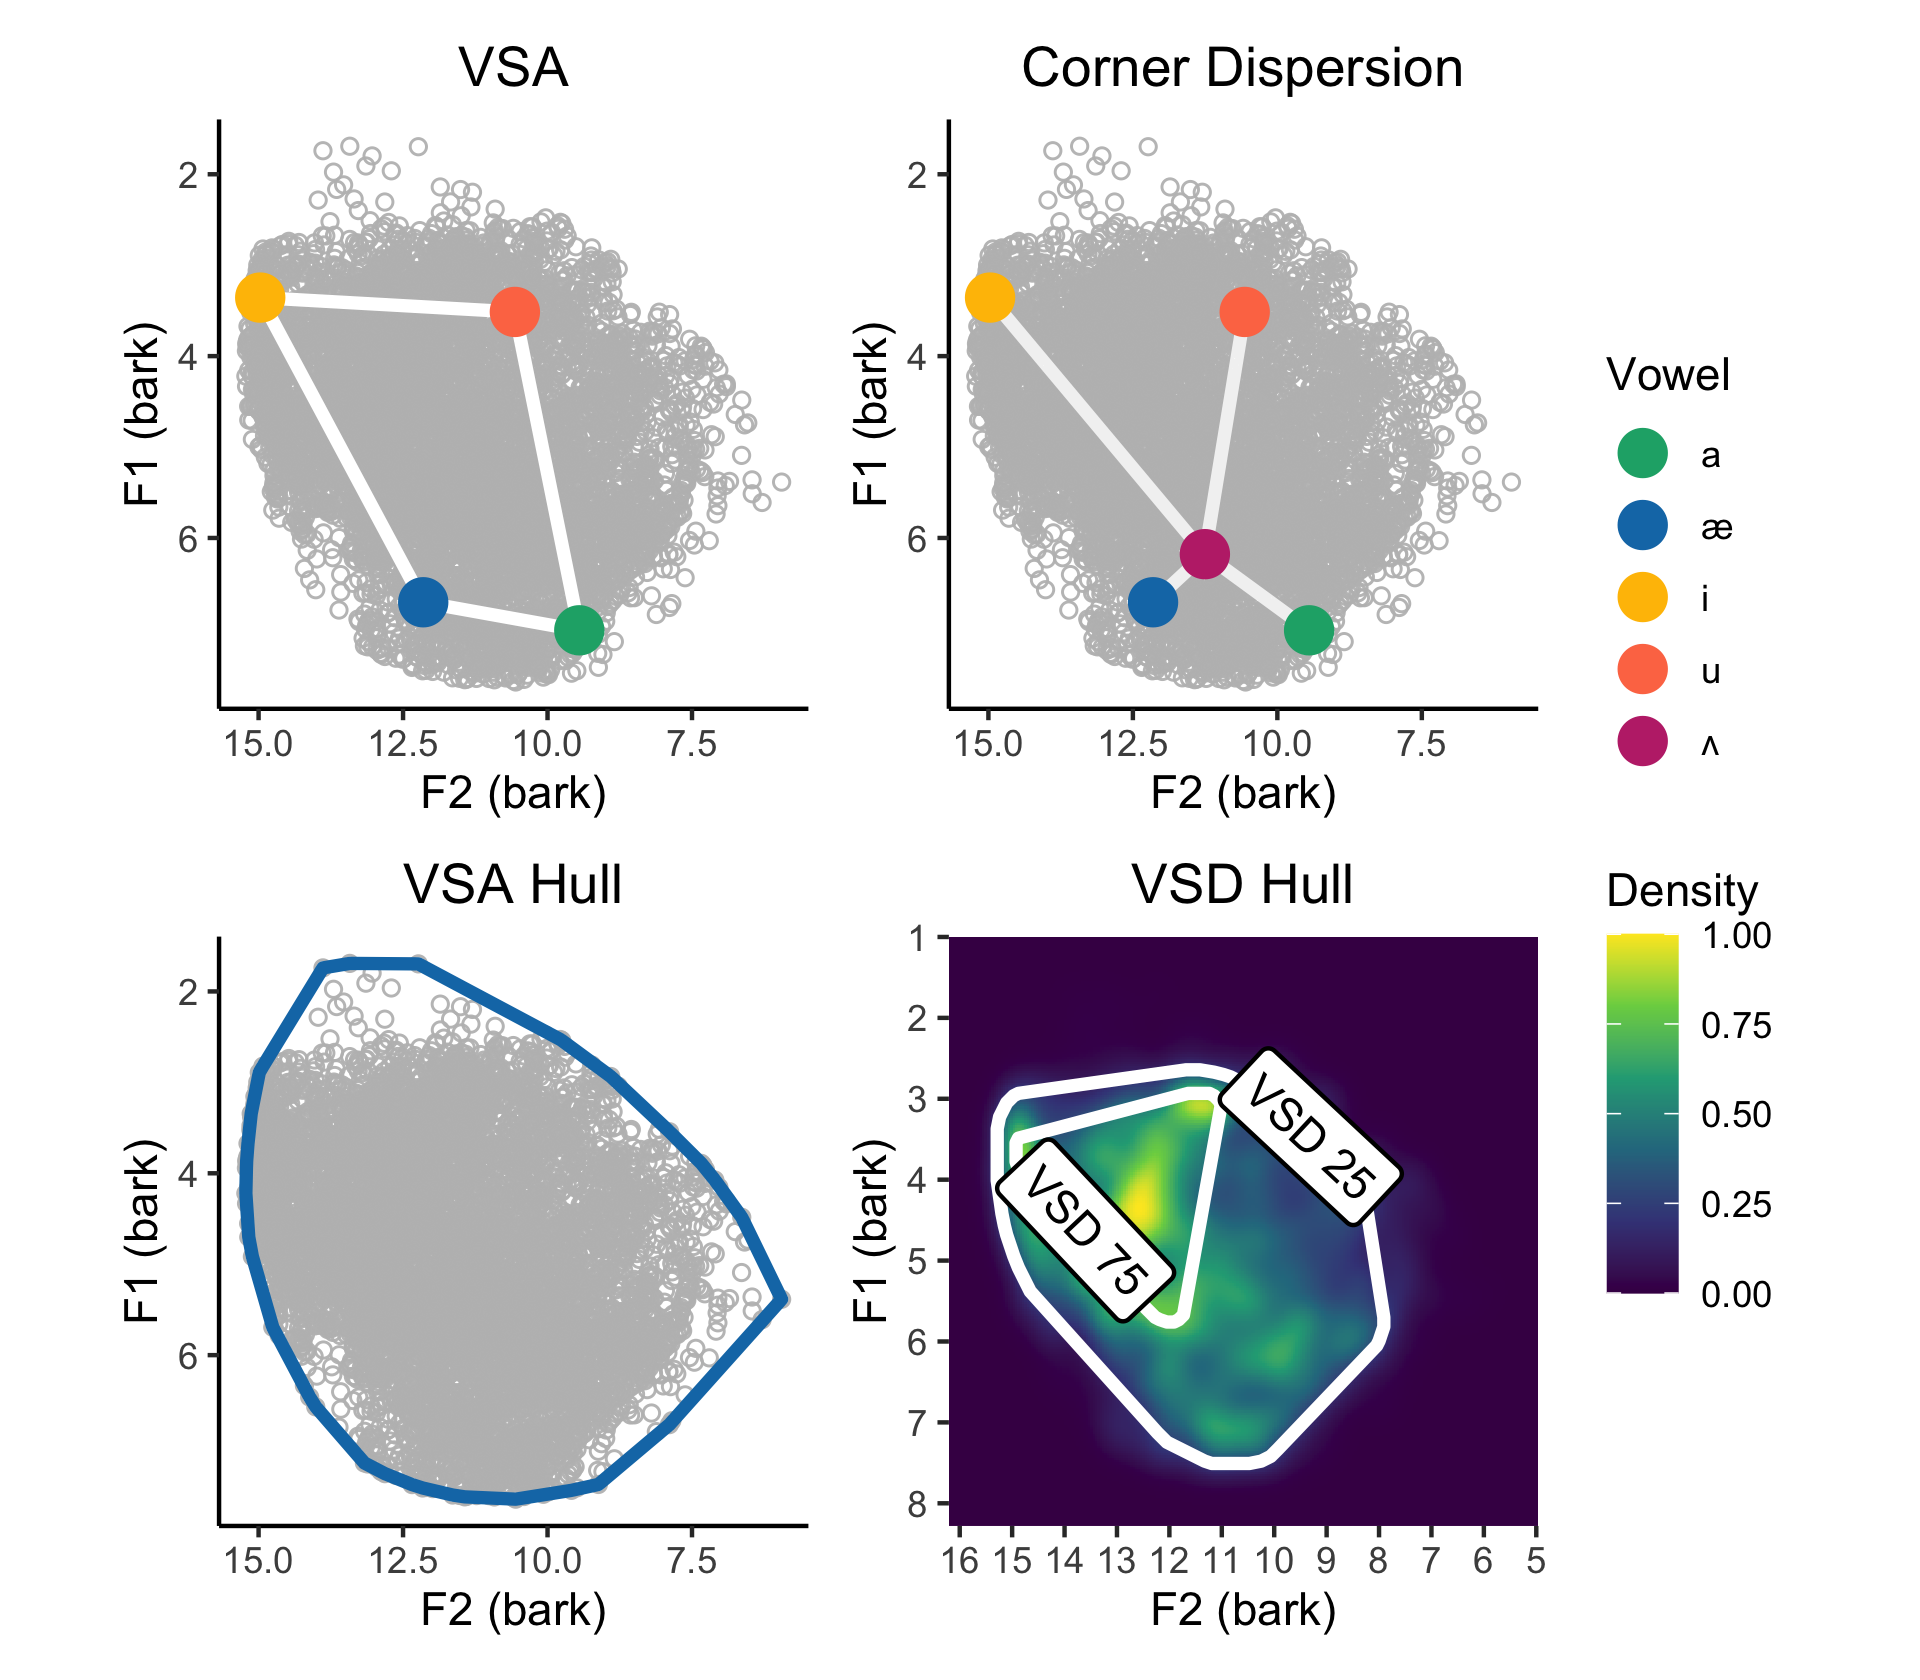 VSA
2
4
6
F1 (bark)
15.0 12.5 10.0 7.5
F2 (bark)
Corner Dispersion
2
4
6
F1 (bark)
15.0 12.5 10.0 7.5
F2 (bark)
Vowel
a
æ
i
u
ʌ
VSA Hull
2
4
6
F1 (bark)
15.0 12.5 10.0 7.5
F2 (bark)
VSD Hull
1
2
3
4
5
6
7
8
F1 (bark)
VSD 25
VSD 75
16 15 14 13 12 11 10 9 8 7 6 5
F2 (bark)
Density
1.00
0.75
0.50
0.25
0.00